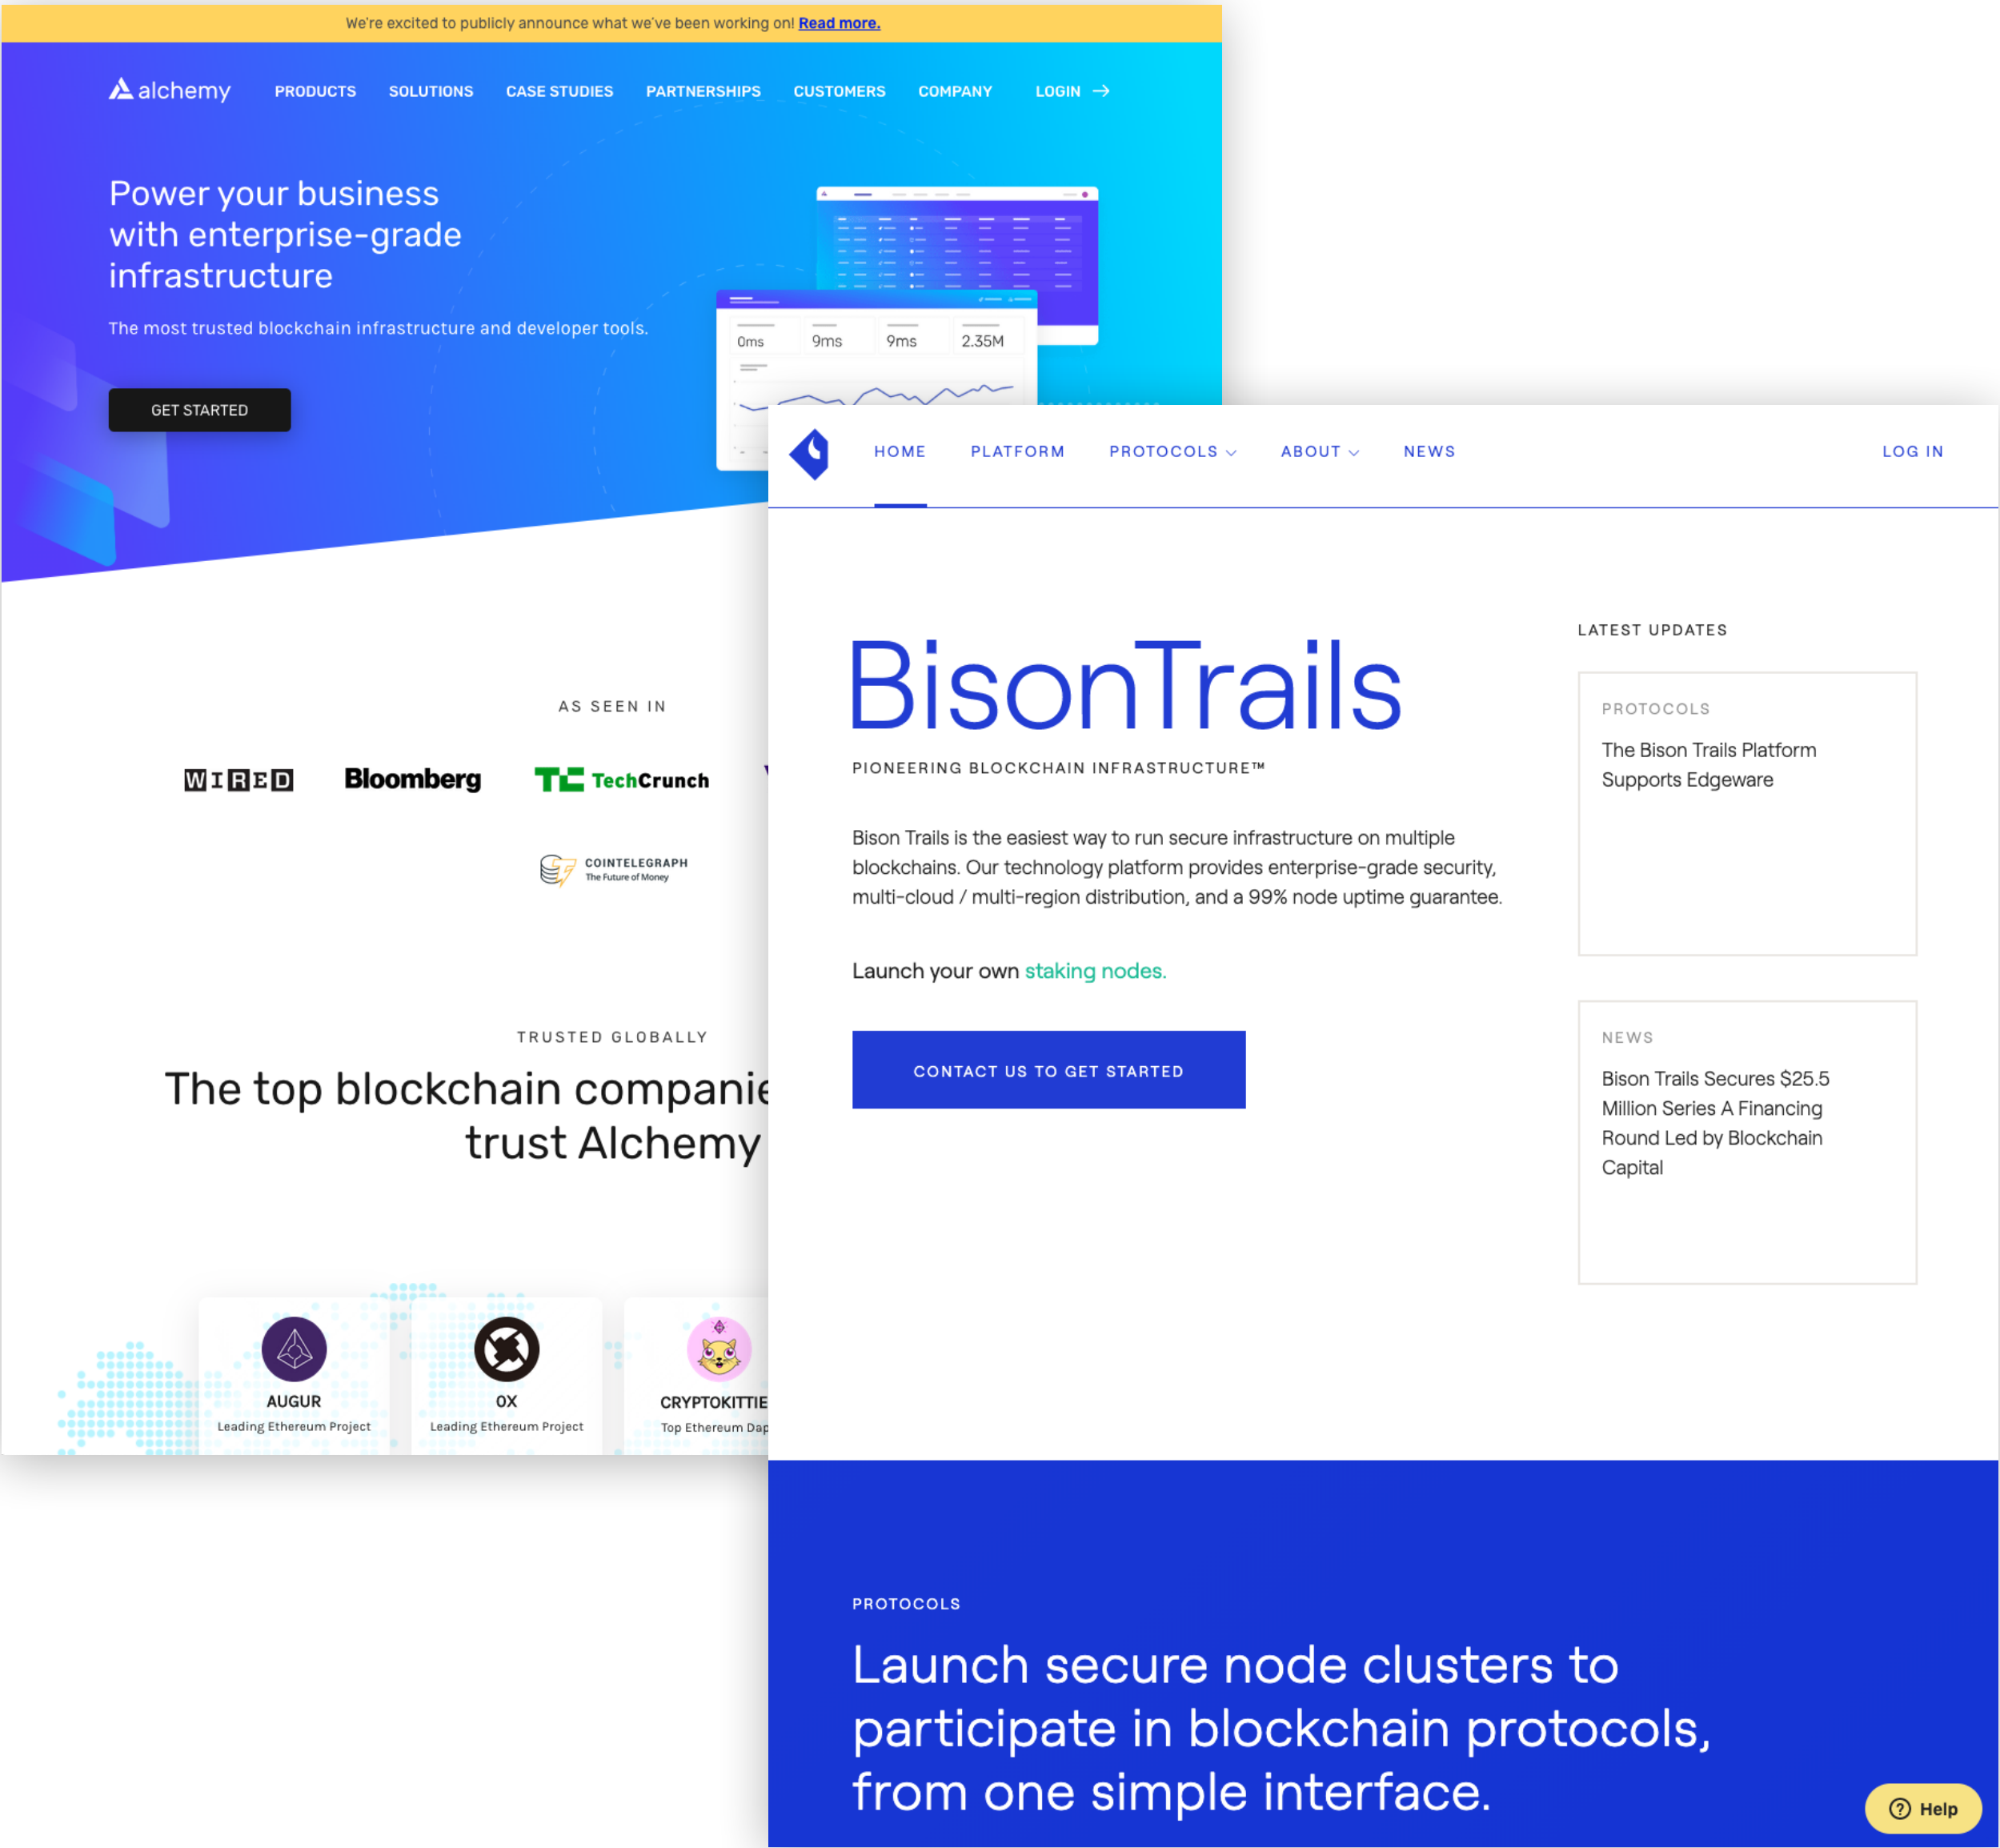 We're excited to publicly announce what we've been working on! Read more.
alchemy
PRODUCTS SOLUTIONS CASE STUDIES PARTNERSHIPS CUSTOMERS COMPANY LOGIN
Power your business
with enterprise-grade
infrastructure
The most trusted blockchain infrastructure and developer tools.
GET STARTED
0ms 9ms 9ms 2.35M
AS SEEN IN
WIRED Bloomberg TC TechCrunch
COINTELEGRAPH
The Future of Money
TRUSTED GLOBALLY
The top blockchain companie
trust Alchemy
AUGUR
Leading Ethereum Project
0X
Leading Ethereum Project
CRYPTOKITTIE
Top Ethereum Dap
HOME PLATFORM PROTOCOLS ABOUT NEWS LOG IN
BisonTrails
PIONEERING BLOCKCHAIN INFRASTRUCTURE™
Bison Trails is the easiest way to run secure infrastructure on multiple
blockchains. Our technology platform provides enterprise-grade security,
multi-cloud / multi-region distribution, and a 99% node uptime guarantee.
Launch your own staking nodes.
CONTACT US TO GET STARTED
LATEST UPDATES
PROTOCOLS
The Bison Trails Platform
Supports Edgeware
NEWS
Bison Trails Secures $25.5
Million Series A Financing
Round Led by Blockchain
Capital
PROTOCOLS
Launch secure node clusters to
participate in blockchain protocols,
from one simple interface.
? Help